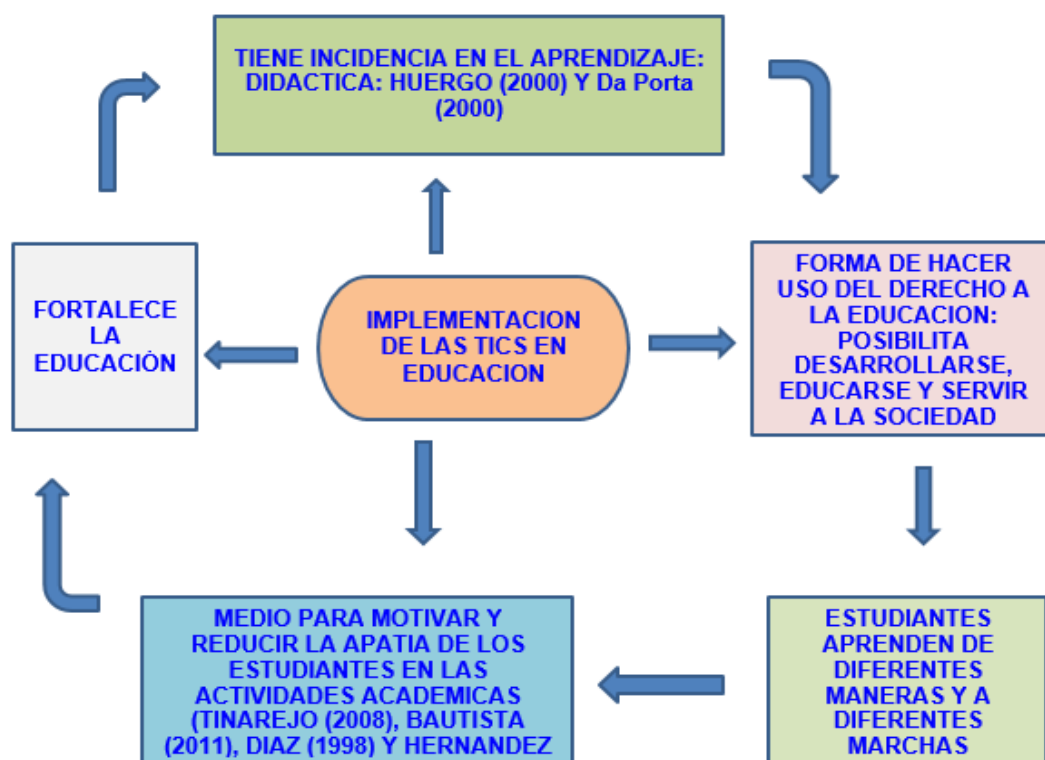 TIENE INCIDENCIA EN EL APRENDIZAJE:
DIDACTICA: HUERGO (2000) Y Da Porta
(2000)
FORTALECE
LA
EDUCACIÓN
IMPLEMENTACION
DE LAS TICS EN
EDUCACION
FORMA DE HACER
USO DEL DERECHO A
LA EDUCACION:
POSIBILITA
DESARROLLARSE,
EDUCARSE Y SERVIR
A LA SOCIEDAD
MEDIO PARA MOTIVAR Y
REDUCIR LA APATIA DE LOS
ESTUDIANTES EN LAS
ACTIVIDADES ACADEMICAS
(TINAREJO (2008), BAUTISTA
(2011), DIAZ (1998) Y HERNANDEZ
ESTUDIANTES
APRENDEN DE
DIFERENTES
MANERAS Y A
DIFERENTES
MARCHAS